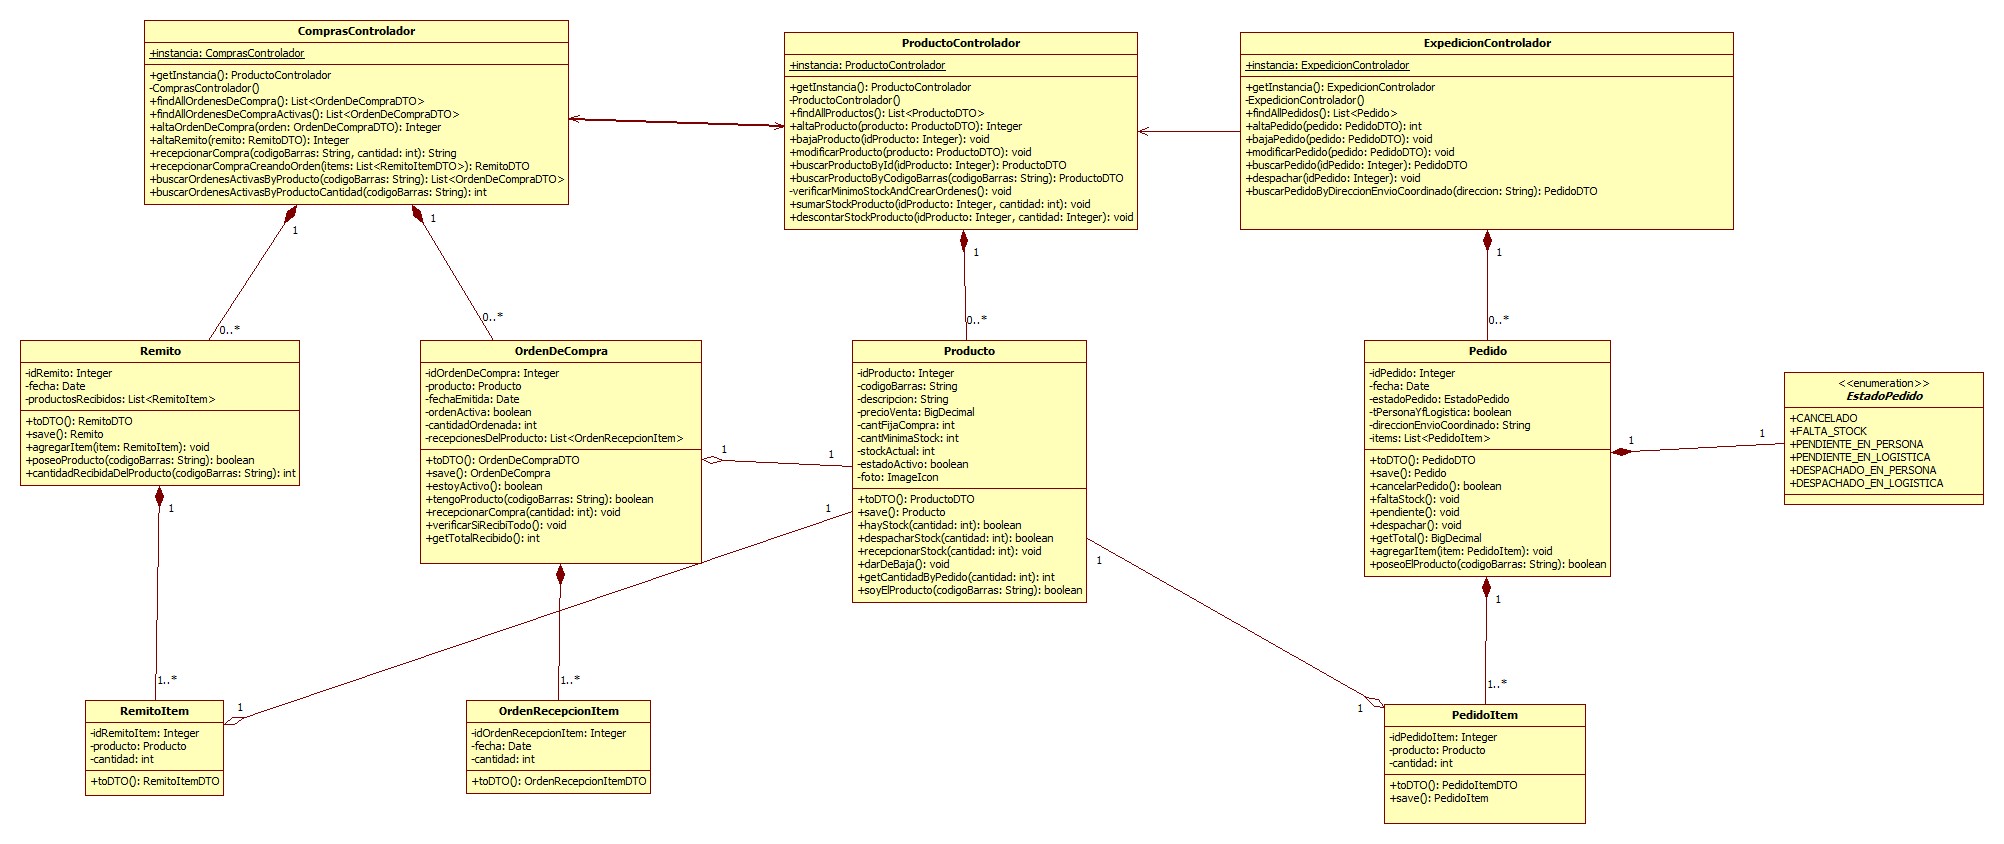 ComprasControlador
+instancia: ComprasControlador
+getInstancia(): ProductoControlador
-ComprasControlador()
+findAllOrdenesDeCompra(): List<OrdenDeCompraDTO>
+findAllOrdenesDeCompraActivas(): List<OrdenDeCompraDTO>
+altaOrdenDeCompra(orden: OrdenDeCompraDTO): Integer
+altaRemito(remito: RemitoDTO): Integer
+recepcionarCompra(codigoBarras: String, cantidad: int): String
+recepcionarCompraCreandoOrden(items: List<RemitoItemDTO>): RemitoDTO
+buscarOrdenesActivasByProducto(codigoBarras: String): List<OrdenDeCompraDTO>
+buscarOrdenesActivasByProductoCantidad(codigoBarras: String): int
ProductoControlador
+instancia: ProductoControlador
+getInstancia(): ProductoControlador
-ProductoControlador()
+findAllProductos(): List<ProductoDTO>
+altaProducto(producto: ProductoDTO): Integer
+bajaProducto(idProducto: Integer): void
+modificarProducto(producto: ProductoDTO): void
+buscarProductoById(idProducto: Integer): ProductoDTO
+buscarProductoByCodigoBarras(codigoBarras: String): ProductoDTO
-verificarMinimoStockAndCrearOrdenes(): void
+sumarStockProducto(idProducto: Integer, cantidad: int): void
+descontarStockProducto(idProducto: Integer, cantidad: Integer): void
ExpedicionControlador
+instancia: ExpedicionControlador
+getInstancia(): ExpedicionControlador
-ExpedicionControlador()
+findAllPedidos(): List<Pedido>
+altaPedido(pedido: PedidoDTO): int
+bajaPedido(pedido: PedidoDTO): void
+modificarPedido(pedido: PedidoDTO): void
+buscarPedido(idPedido: Integer): PedidoDTO
+despachar(idPedido: Integer): void
+buscarPedidoByDireccionEnvioCoordinado(direccion: String): PedidoDTO
1
1
1
1
0..*
0..*
0..*
0..*
Remito
-idRemito: Integer
-fecha: Date
-productosRecibidos: List<RemitoItem>
+toDTO(): RemitoDTO
+save(): Remito
+agregarItem(item: RemitoItem): void
+poseoProducto(codigoBarras: String): boolean
+cantidadRecibidaDelProducto(codigoBarras: String): int
OrdenDeCompra
-idOrdenDeCompra: Integer
-producto: Producto
-fechaEmitida: Date
-ordenActiva: boolean
-cantidadOrdenada: int
-recepcionesDelProducto: List<OrdenRecepcionItem>
+toDTO(): OrdenDeCompraDTO
+save(): OrdenDeCompra
+estoyActivo(): boolean
+tengoProducto(codigoBarras: String): boolean
+recepcionarCompra(cantidad: int): void
+verificarSiRecibiTodo(): void
+getTotalRecibido(): int
1
1
1
Producto
-idProducto: Integer
-codigoBarras: String
-descripcion: String
-precioVenta: BigDecimal
-cantFijaCompra: int
-cantMinimaStock: int
-stockActual: int
-estadoActivo: boolean
-foto: ImageIcon
+toDTO(): ProductoDTO
+save(): Producto
+hayStock(cantidad: int): boolean
+despacharStock(cantidad: int): boolean
+recepcionarStock(cantidad: int): void
+darDeBaja(): void
+getCantidadByPedido(cantidad: int): int
+soyElProducto(codigoBarras: String): boolean
1
Pedido
-idPedido: Integer
-fecha: Date
-estadoPedido: EstadoPedido
-tPersonaYfLogistica: boolean
-direccionEnvioCoordinado: String
-items: List<PedidoItem>
+toDTO(): PedidoDTO
+save(): Pedido
+cancelarPedido(): boolean
+faltaStock(): void
+pendiente(): void
+despachar(): void
+getTotal(): BigDecimal
+agregarItem(item: PedidoItem): void
+poseoElProducto(codigoBarras: String): boolean
1
1
<<enumeration>>
EstadoPedido
+CANCELADO
+FALTA_STOCK
+PENDIENTE_EN_PERSONA
+PENDIENTE_EN_LOGISTICA
+DESPACHADO_EN_PERSONA
+DESPACHADO_EN_LOGISTICA
1
1
1..*
1..*
1..*
1
1
RemitoItem
-idRemitoItem: Integer
-producto: Producto
-cantidad: int
+toDTO(): RemitoItemDTO
OrdenRecepcionItem
-idOrdenRecepcionItem: Integer
-fecha: Date
-cantidad: int
+toDTO(): OrdenRecepcionItemDTO
PedidoItem
-idPedidoItem: Integer
-producto: Producto
-cantidad: int
+toDTO(): PedidoItemDTO
+save(): PedidoItem